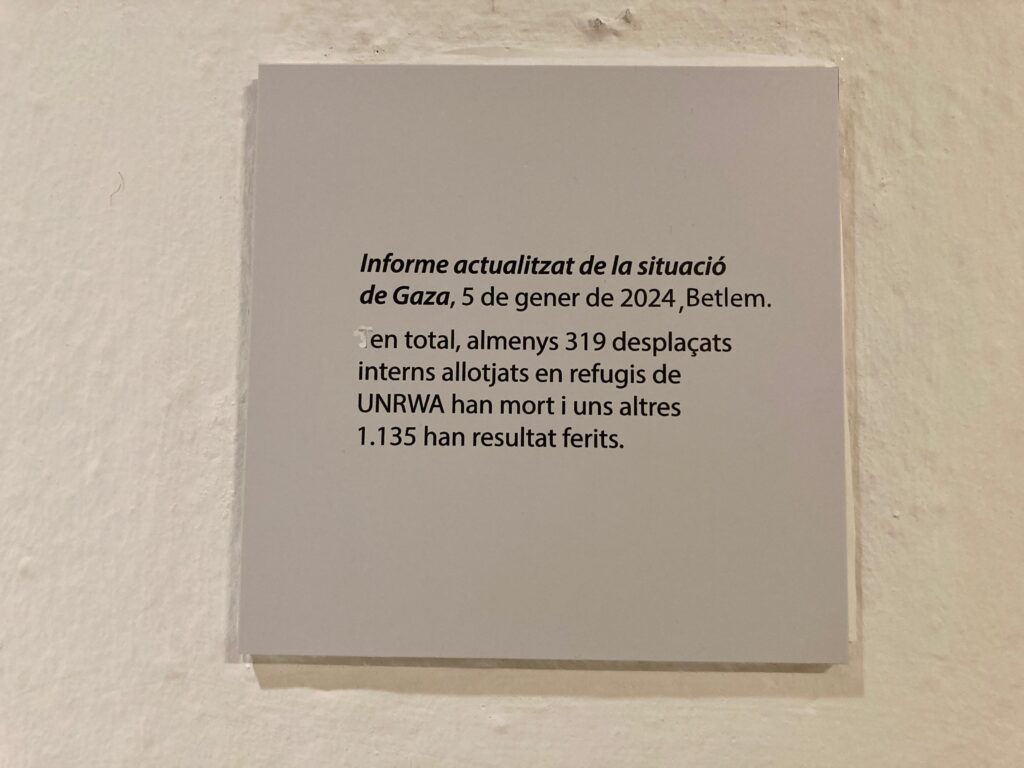 Informe actualitzat de la situació
de Gaza, 5 de gener de 2024 ,Betlem.
en total, almenys 319 desplaçats
interns allotjats en refugis de
UNRWA han mort i uns altres
1.135 han resultat ferits.